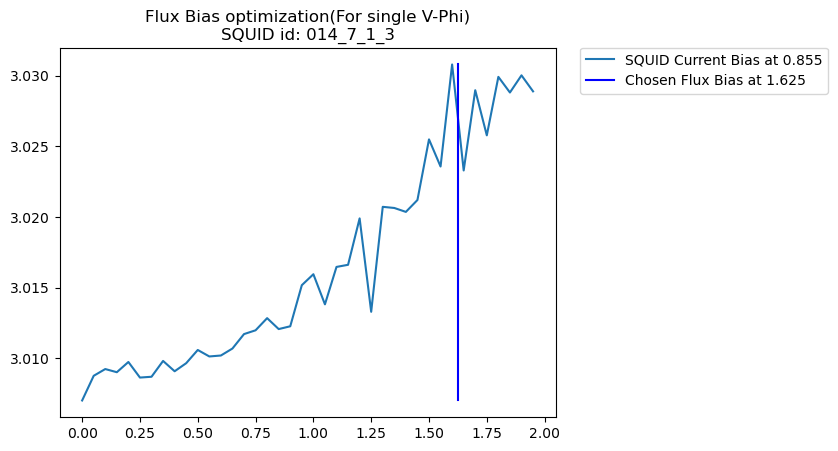 Flux Bias optimization(For single V-Phi)
SQUID id: 014_7_1_3
SQUID Current Bias at 0.855
Chosen Flux Bias at 1.625
3.030
3.025
3.020
3.015
3.010
0.00 0.25 0.50 0.75 1.00 1.25 1.50 1.75 2.00